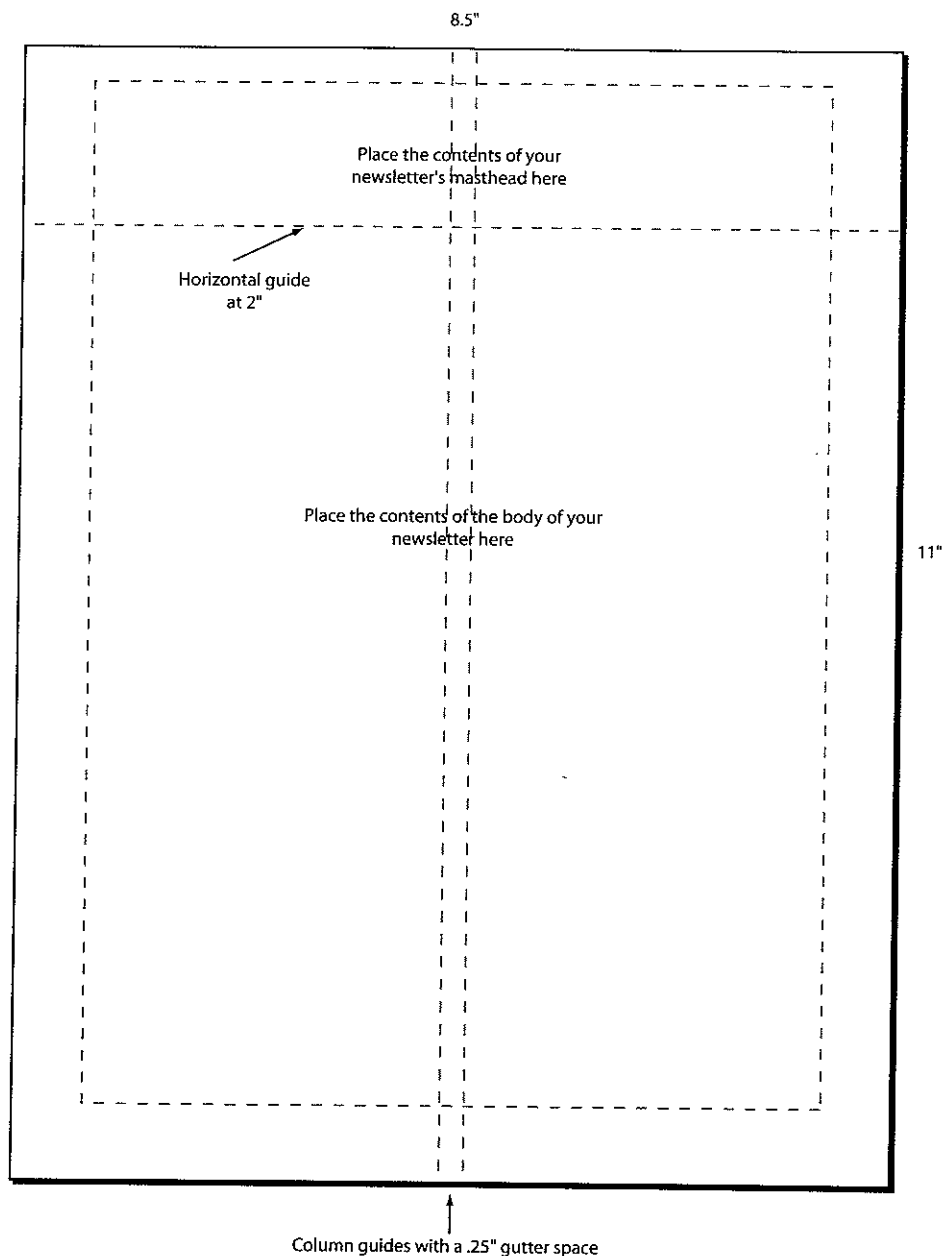 8.5"
Place the contents of your
newsletter's masthead here
Horizontal guide
at 2"
Place the contents of the body of your
newsletter here
11"
Column guides with a .25" gutter space